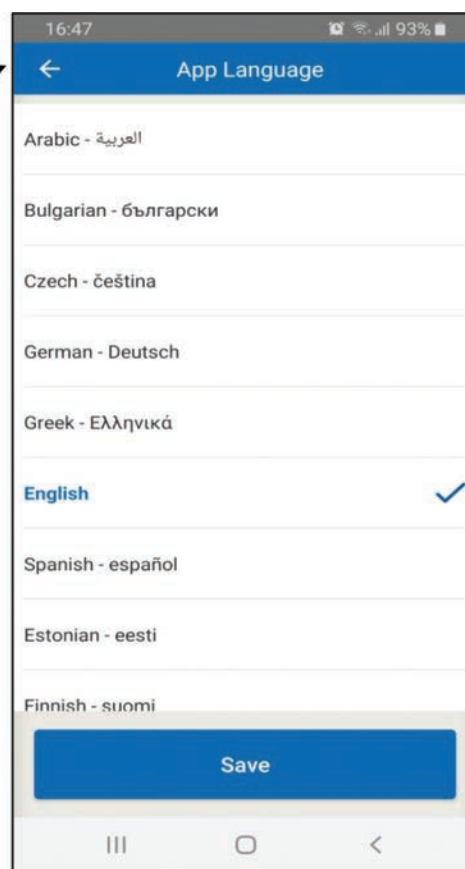 16:47 93%
App Language
Arabic - العربية
Bulgarian - български
Czech - čeština
German - Deutsch
Greek - Ελληνικά
English
Spanish - español
Estonian - eesti
Finnish - suomi
Save